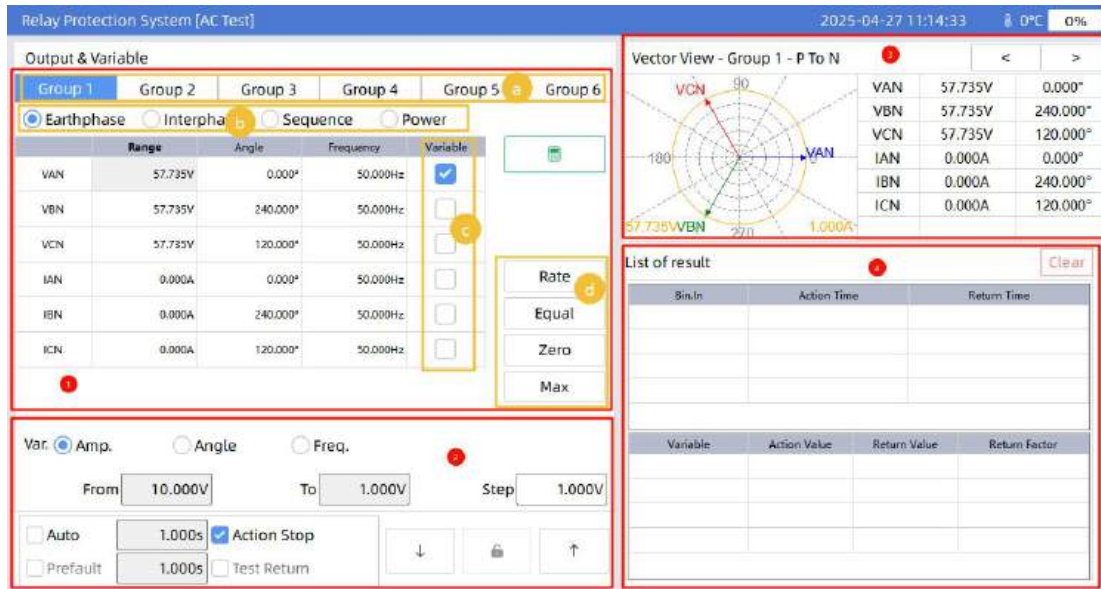 Relay Protection System [AC Test] 2025-04-27 11:14:33 0°C 0%
Output & Variable
Group 1 Group 2 Group 3 Group 4 Group 5 a Group 6
Earthphase Interpha b Sequence Power
Range Angle Frequency Variable
VAN 57.735V 0.000° 50.000Hz
VBN 57.735V 240.000° 50.000Hz
c
VCN 57.735V 120.000° 50.000Hz
IAN 0.000A 0.000° 50.000Hz
IBN 0.000A 240.000° 50.000Hz
ICN 0.000A 120.000° 50.000Hz
Rate
d
Equal
Zero
Max
1
Var. Amp. Angle Freq.
2
From 10.000V To 1.000V Step 1.000V
Auto 1.000s Action Stop
↓ ↑
Prefault 1.000s Test Return
Vector View - Group 1 - P To N 3 < >
VCN 90
180 VAN 0
57.735V VBN 270 1.000A
VAN 57.735V 0.000°
VBN 57.735V 240.000°
VCN 57.735V 120.000°
IAN 0.000A 0.000°
IBN 0.000A 240.000°
ICN 0.000A 120.000°
List of result 4 Clear
Bin.In Action Time Return Time
Variable Action Value Return Value Return Factor